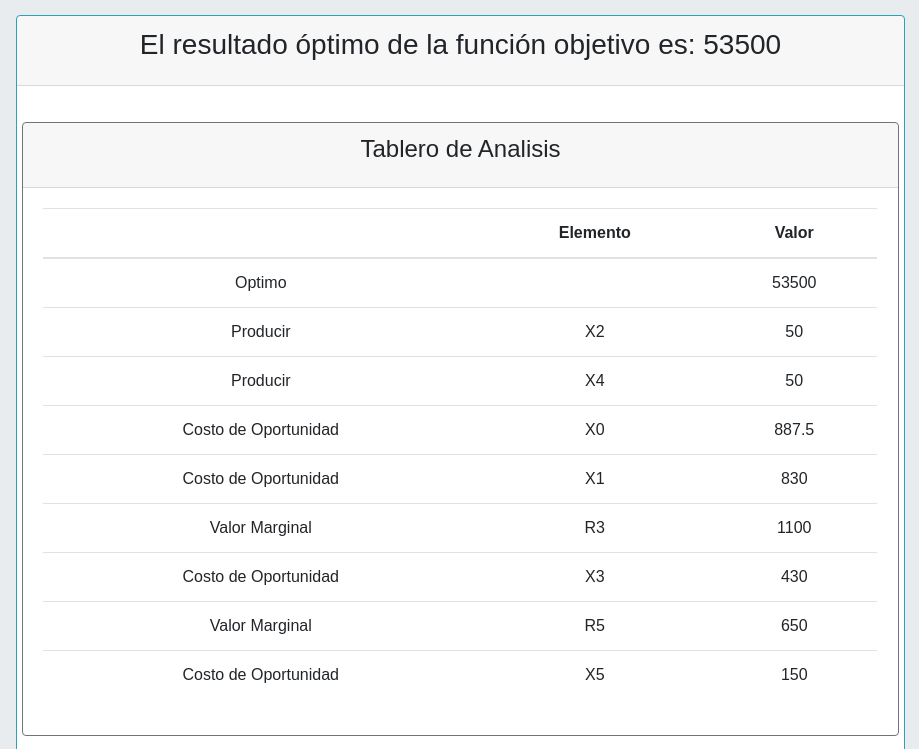 El resultado óptimo de la función objetivo es: 53500
Tablero de Analisis
Elemento Valor
Optimo 53500
Producir X2 50
Producir X4 50
Costo de Oportunidad X0 887.5
Costo de Oportunidad X1 830
Valor Marginal R3 1100
Costo de Oportunidad X3 430
Valor Marginal R5 650
Costo de Oportunidad X5 150